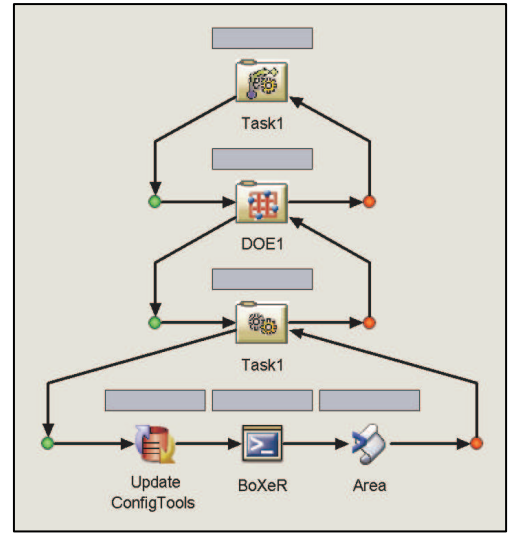 Task1
DOE1
Task1
Update
ConfigTools
BoXeR
Area